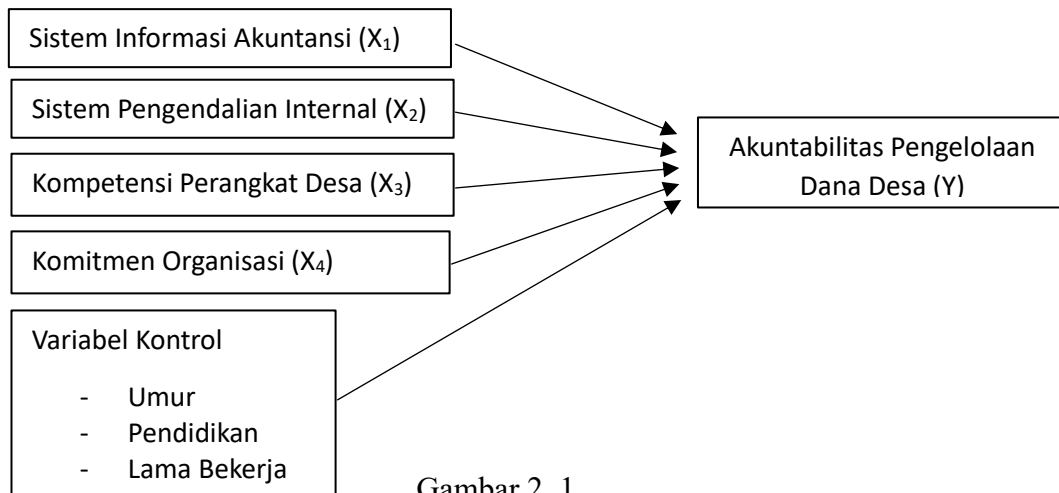 Sistem Informasi Akuntansi (X₁)
Sistem Pengendalian Internal (X₂)
Kompetensi Perangkat Desa (X₃)
Komitmen Organisasi (X₄)
Variabel Kontrol
- Umur
- Pendidikan
- Lama Bekerja
Akuntabilitas Pengelolaan
Dana Desa (Y)
Gambar 2. 1